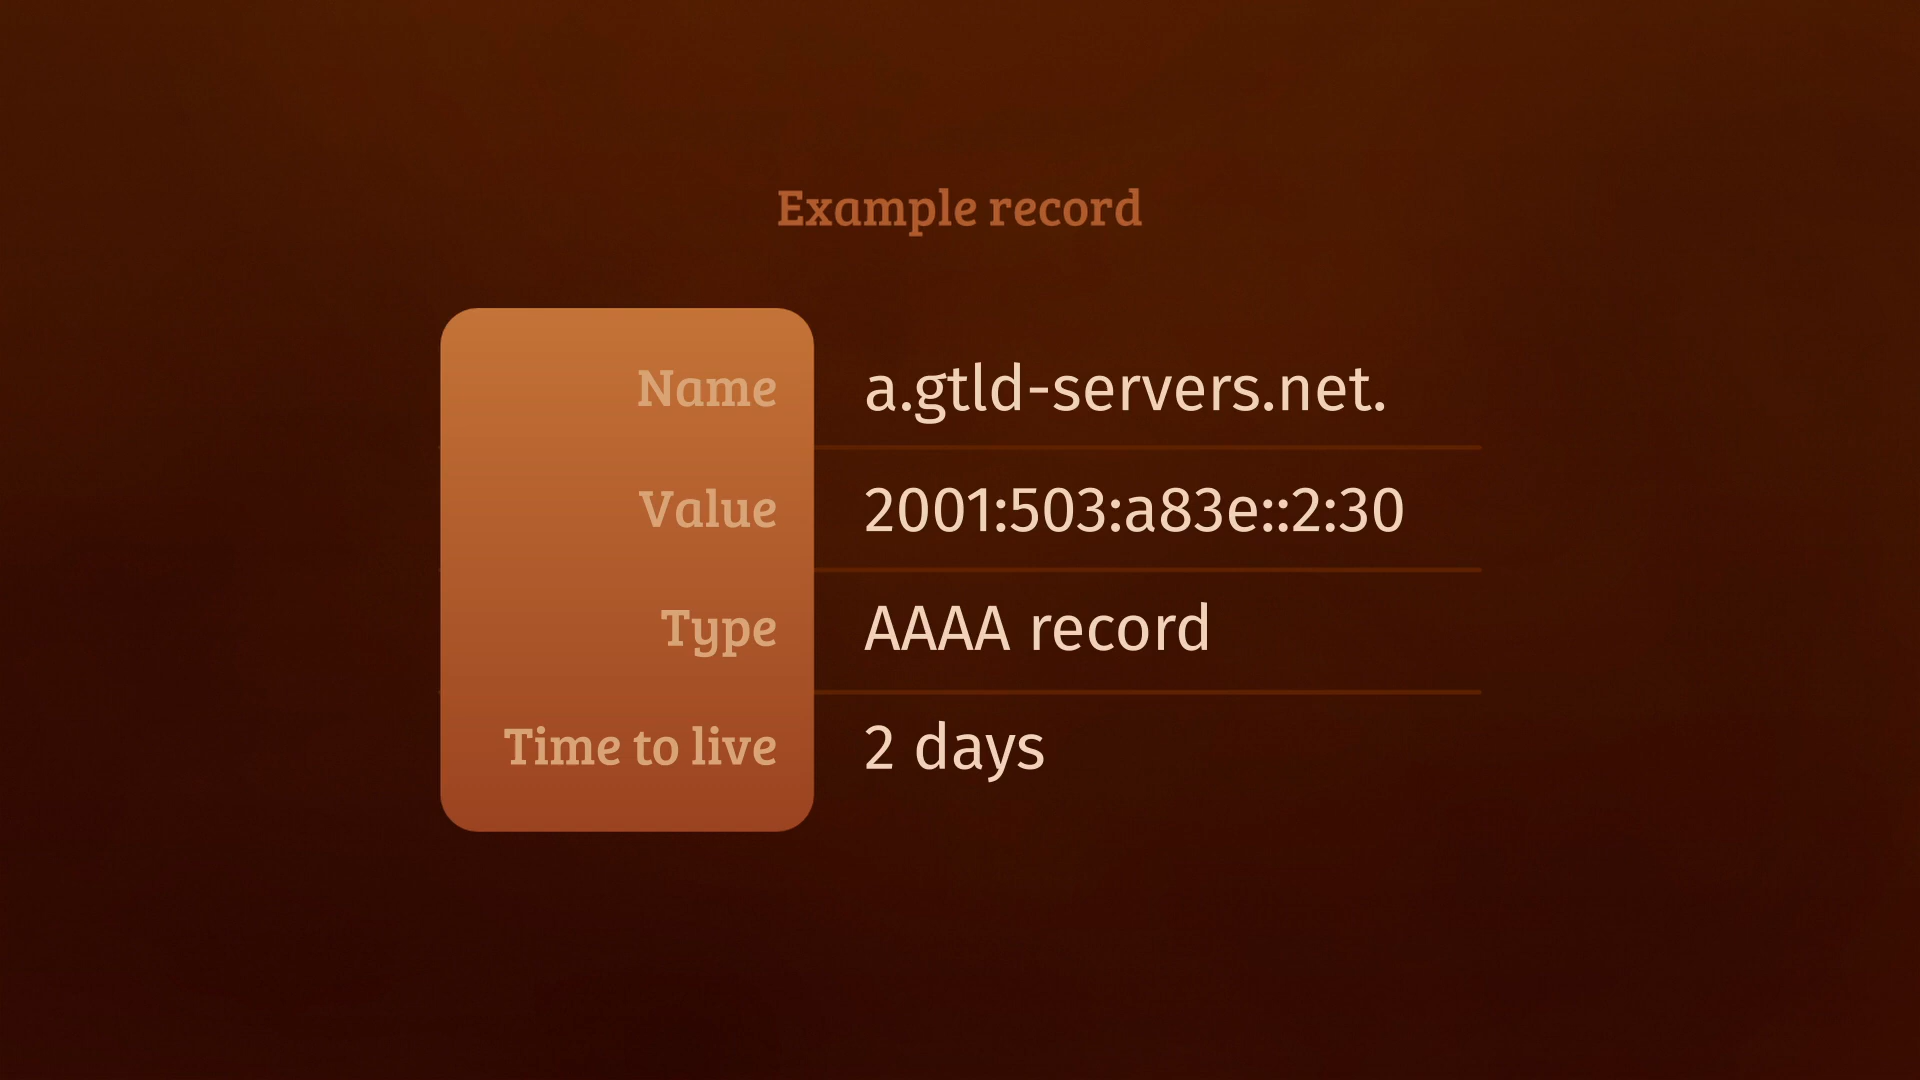 Example record
Name a.gtld-servers.net.
Value 2001:503:a83e::2:30
Type AAAA record
Time to live 2 days